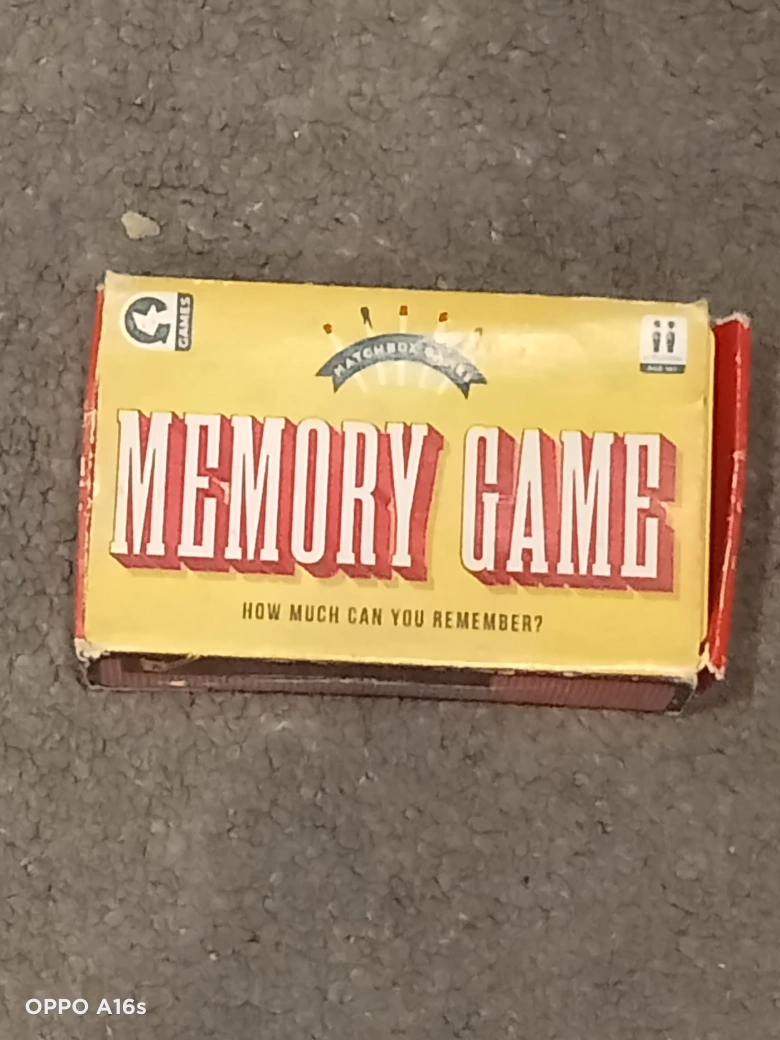 GAMES
MATCHBOX GAMES
MEMORY GAME
HOW MUCH CAN YOU REMEMBER?
OPPO A16s